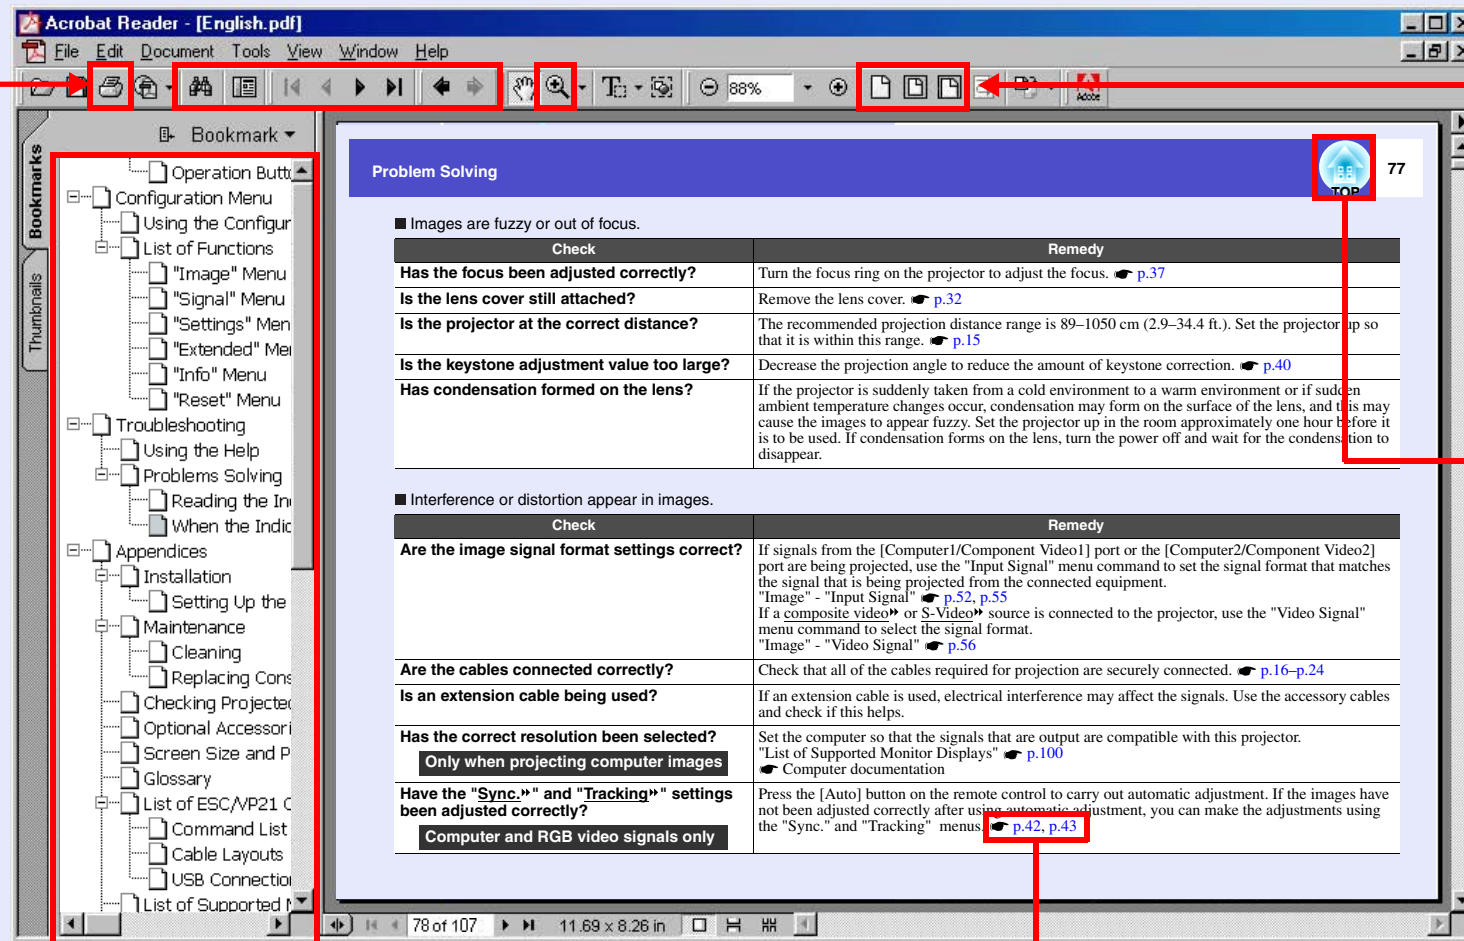 Acrobat Reader - [English.pdf]
File Edit Document Tools View Window Help
88%
Adobe
Bookmarks
Thumbnails
Bookmark
Operation
Configuration Menu
Using the
List of Functions
"Image" Menu
"Signal" Menu
"Settings"
"Extended"
"Info" Menu
"Reset" Menu
Troubleshooting
Using the Help
Problems Solving
Reading the
When the
Appendices
Installation
Setting Up the
Maintenance
Cleaning
Replacing
Checking
Optional
Screen Size and
Glossary
List of ESC/VP21
Command List
Cable Layouts
USB
List of Supported
Problem Solving
TOP
77
■ Images are fuzzy or out of focus.
Check Remedy
Has the focus been adjusted correctly? Turn the focus ring on the projector to adjust the focus. ☛ p.37
Is the lens cover still attached? Remove the lens cover. ☛ p.32
Is the projector at the correct distance? The recommended projection distance range is 89–1050 cm (2.9–34.4 ft.). Set the projector up so
that it is within this range. ☛ p.15
Is the keystone adjustment value too large? Decrease the projection angle to reduce the amount of keystone correction. ☛ p.40
Has condensation formed on the lens? If the projector is suddenly taken from a cold environment to a warm environment or if sudden
ambient temperature changes occur, condensation may form on the surface of the lens, and this may
cause the images to appear fuzzy. Set the projector up in the room approximately one hour before it
is to be used. If condensation forms on the lens, turn the power off and wait for the condensation to
disappear.
■ Interference or distortion appear in images.
Check Remedy
Are the image signal format settings correct? If signals from the [Computer1/Component Video1] port or the [Computer2/Component Video2]
port are being projected, use the "Input Signal" menu command to set the signal format that matches
the signal that is being projected from the connected equipment.
"Image" - "Input Signal" ☛ p.52, p.55
If a composite video or S-Video source is connected to the projector, use the "Video Signal"
menu command to select the signal format.
"Image" - "Video Signal" ☛ p.56
Are the cables connected correctly? Check that all of the cables required for projection are securely connected. ☛ p.16–p.24
Is an extension cable being used? If an extension cable is used, electrical interference may affect the signals. Use the accessory cables
and check if this helps.
Has the correct resolution been selected? Set the computer so that the signals that are output are compatible with this projector.
Only when projecting computer images "List of Supported Monitor Displays" ☛ p.100
☛ Computer documentation
Have the "Sync." and "Tracking" settings Press the [Auto] button on the remote control to carry out automatic adjustment. If the images have
been adjusted correctly? not been adjusted correctly after using automatic adjustment, you can make the adjustments using
Computer and RGB video signals only the "Sync." and "Tracking" menus. ☛ p.42, p.43
78 of 107 11.69 × 8.26 in